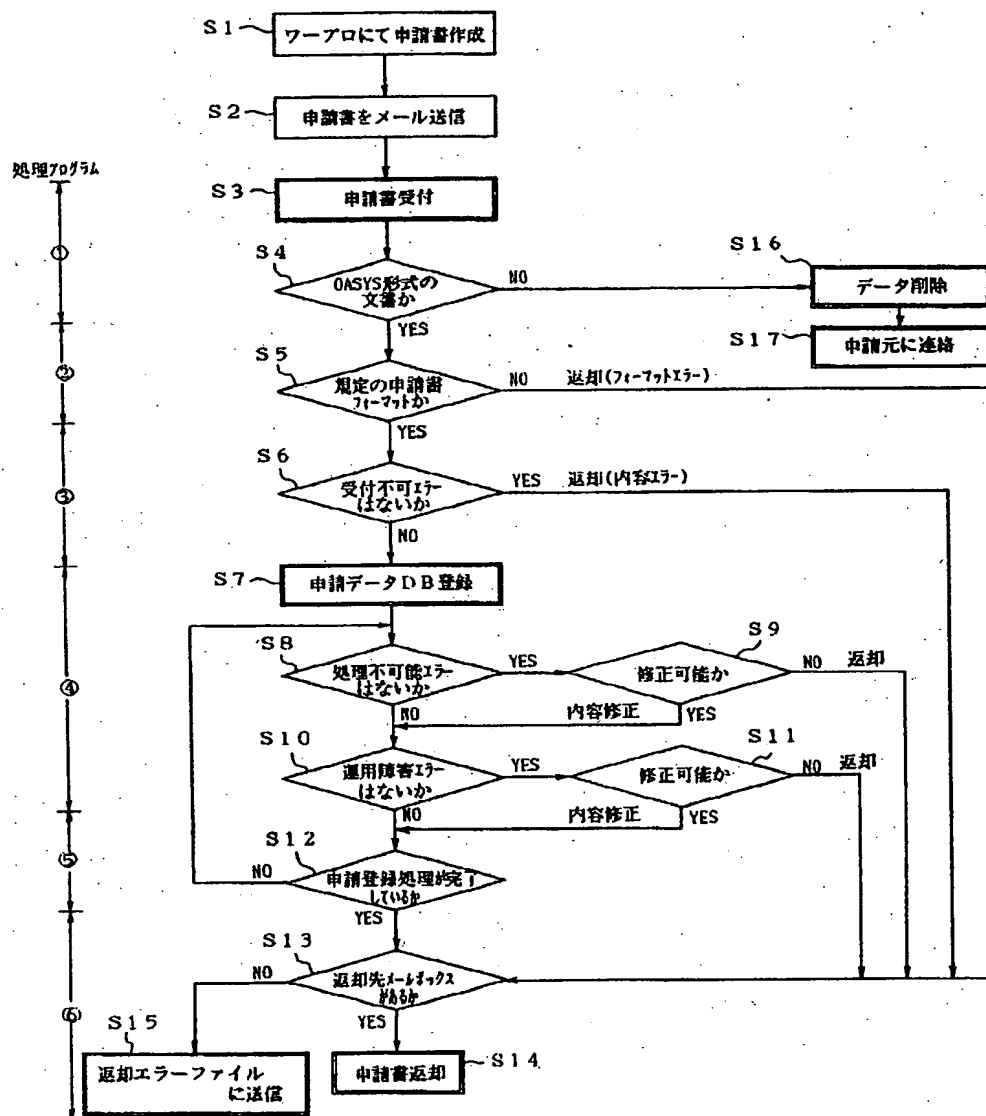 S1
ワープロにて申請書作成
S2
申請書をメール送信
処理プログラム
S3
申請書受付
①
S4
OASYS形式の
文書か
NO
YES
S16
データ削除
S17
申請元に連絡
②
S5
規定の申請書
フォーマットか
NO
返却(フォーマットエラー)
YES
③
S6
受付不可エラー
はないか
YES
返却(内容エラー)
NO
S7
申請データDB登録
④
S8
処理不可能エラー
はないか
YES
NO
S9
修正可能か
NO
返却
YES
内容修正
S10
運用障害エラー
はないか
YES
NO
S11
修正可能か
NO
返却
YES
内容修正
⑤
S12
申請登録処理が完了
しているか
NO
YES
⑥
S13
返却先メールボックス
があるか
NO
YES
S15
返却エラーファイル
に送信
S14
申請書返却